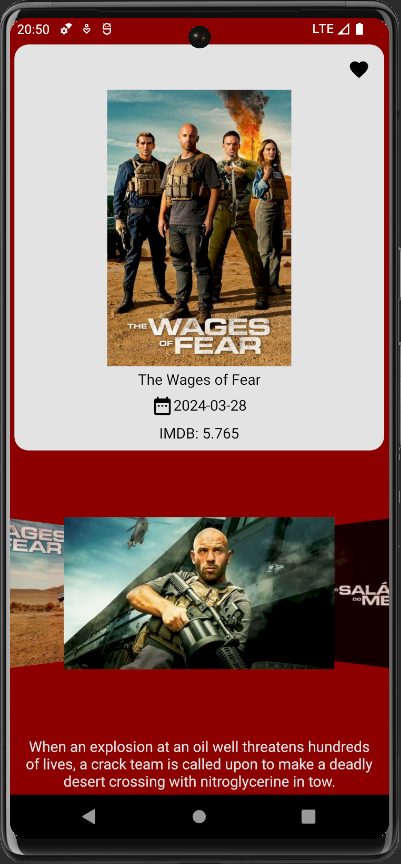 20:50
LTE
THE WAGES
OF FEAR
The Wages of Fear
2024-03-28
IMDB: 5.765
AGES
FEAR
SALÁ
DO ME
When an explosion at an oil well threatens hundreds
of lives, a crack team is called upon to make a deadly
desert crossing with nitroglycerine in tow.